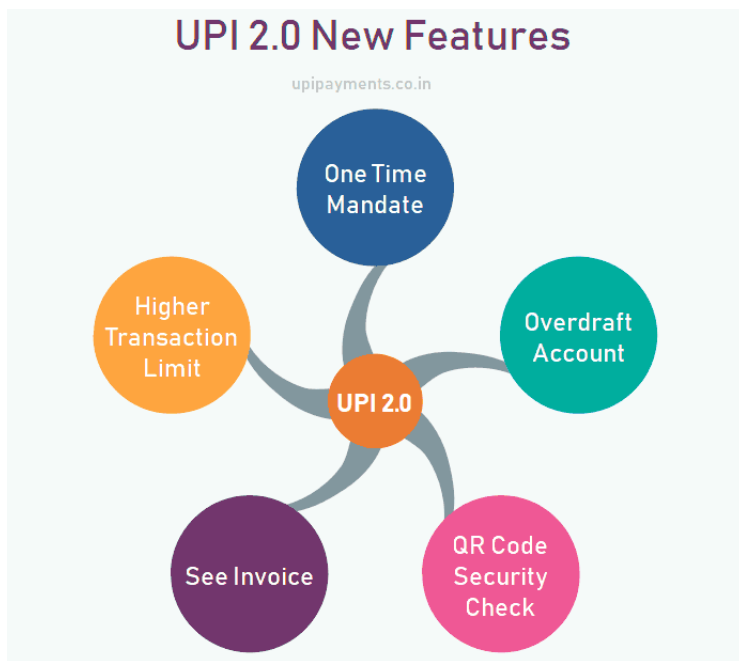 UPI 2.0 New Features
upipayments.co.in
One Time
Mandate
Higher
Transaction
Limit
Overdraft
Account
UPI 2.0
See Invoice
QR Code
Security
Check